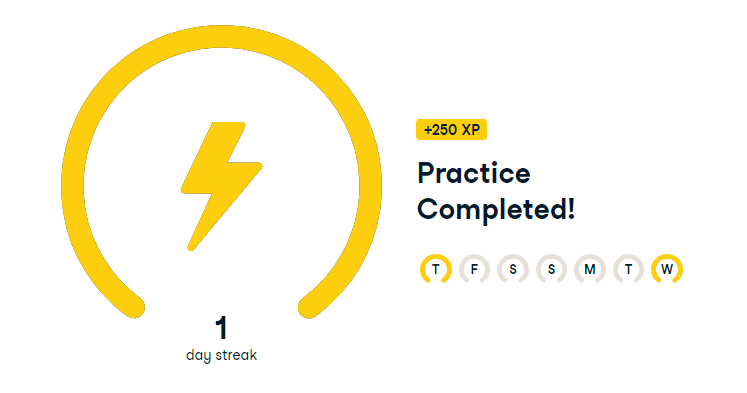 +250 XP
Practice
Completed!
T F S S M T W
1
day streak